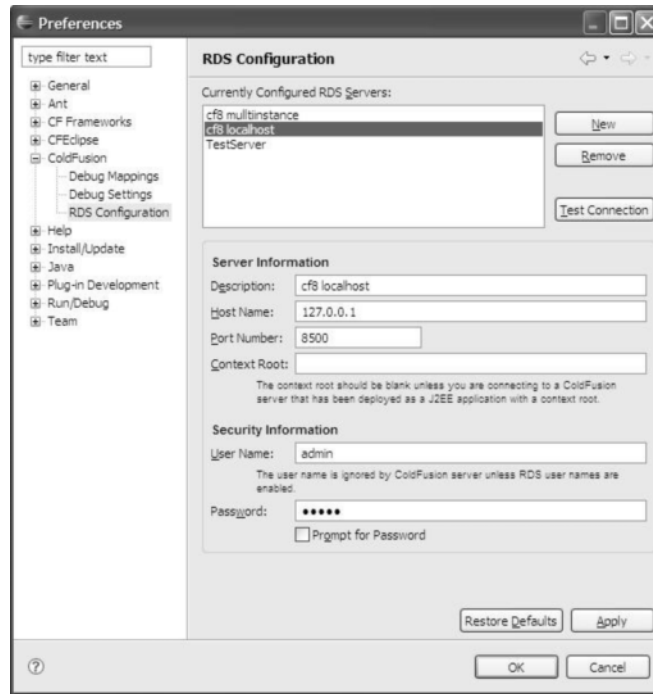 Preferences
type filter text
RDS Configuration
General
Ant
CF Frameworks
CFEclipse
ColdFusion
Debug Mappings
Debug Settings
RDS Configuration
Help
Install/Update
Java
Plug-in Development
Run/Debug
Team
Currently Configured RDS Servers:
cf8 multiinstance
cf8 localhost
TestServer
New
Remove
Test Connection
Server Information
Description: cf8 localhost
Host Name: 127.0.0.1
Port Number: 8500
Context Root:
The context root should be blank unless you are connecting to a ColdFusion
server that has been deployed as a J2EE application with a context root.
Security Information
User Name: admin
The user name is ignored by ColdFusion server unless RDS user names are
enabled.
Password: •••••
Prompt for Password
Restore Defaults Apply
OK Cancel